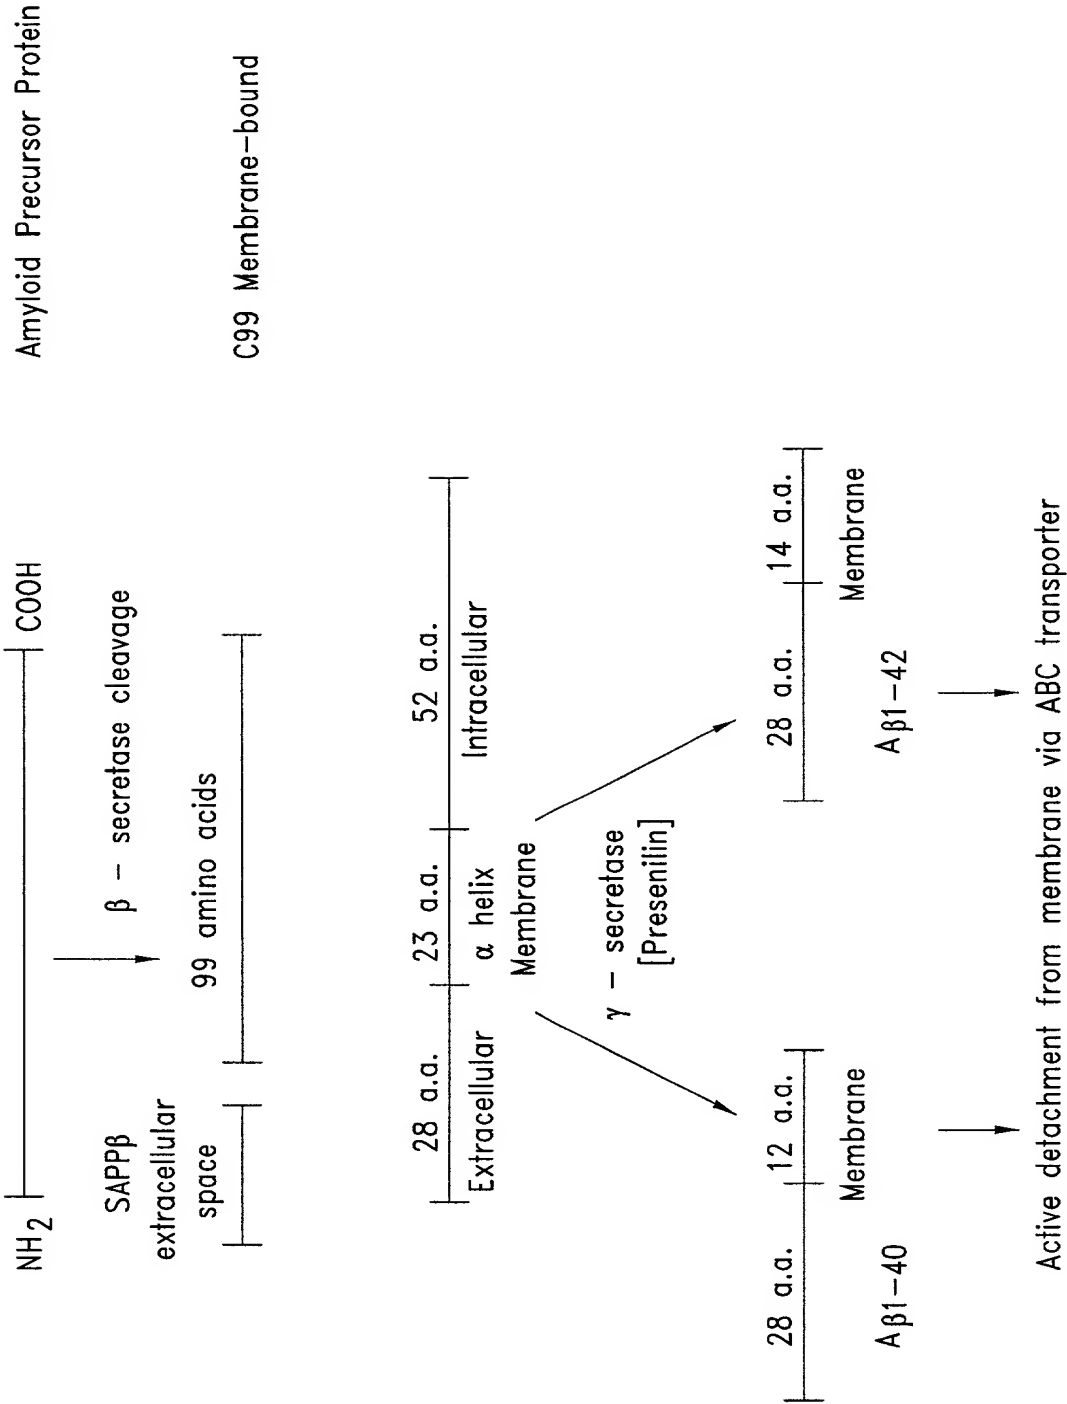 NH2 COOH Amyloid Precursor Protein
β – secretase cleavage
SAPPβ
extracellular
space
99 amino acids
C99 Membrane-bound
28 a.a. 23 a.a. 52 a.a.
Extracellular α helix Intracellular
Membrane
γ – secretase
[Presenilin]
28 a.a. 12 a.a. 28 a.a. 14 a.a.
Membrane Membrane
Aβ1-40 Aβ1-42
Active detachment from membrane via ABC transporter